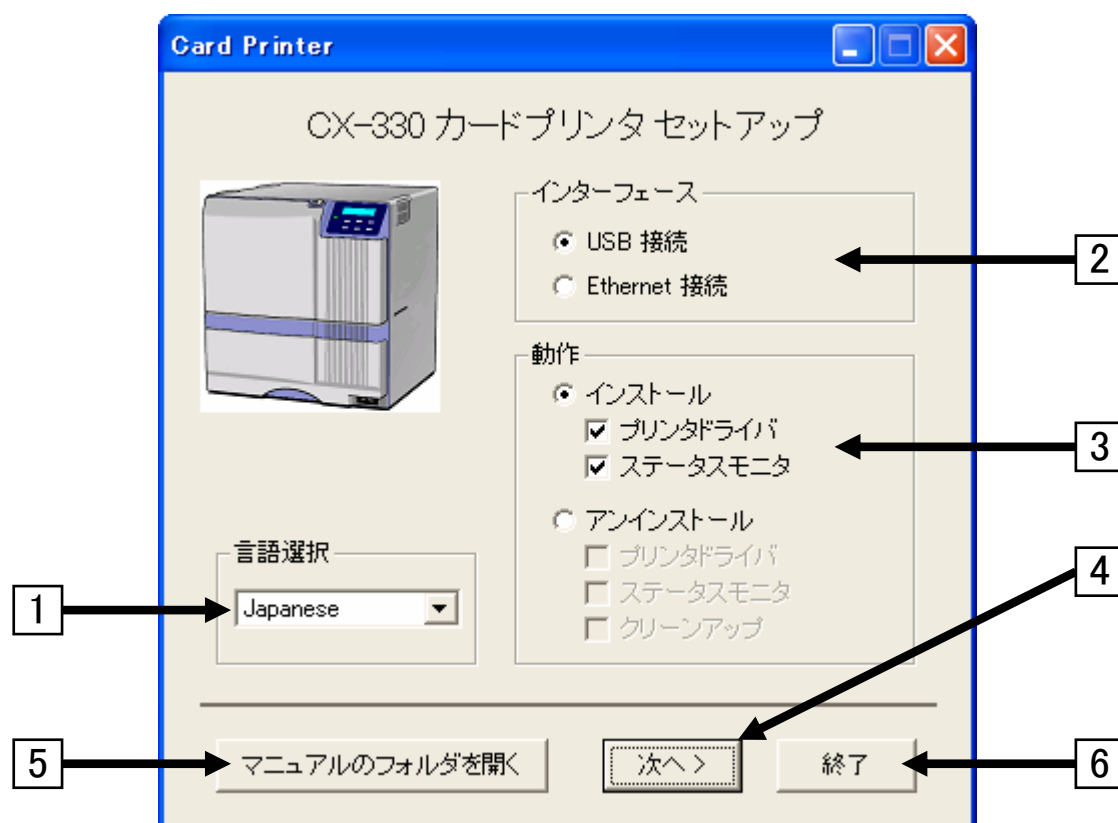 Card Printer
CX-330 カードプリンタ セットアップ
インターフェース
USB 接続
Ethernet 接続
2
動作
インストール
プリンタドライバ
ステータスモニタ
3
アンインストール
プリンタドライバ
ステータスモニタ
クリーンアップ
4
言語選択
1
Japanese
5
マニュアルのフォルダを開く
次へ >
終了
6